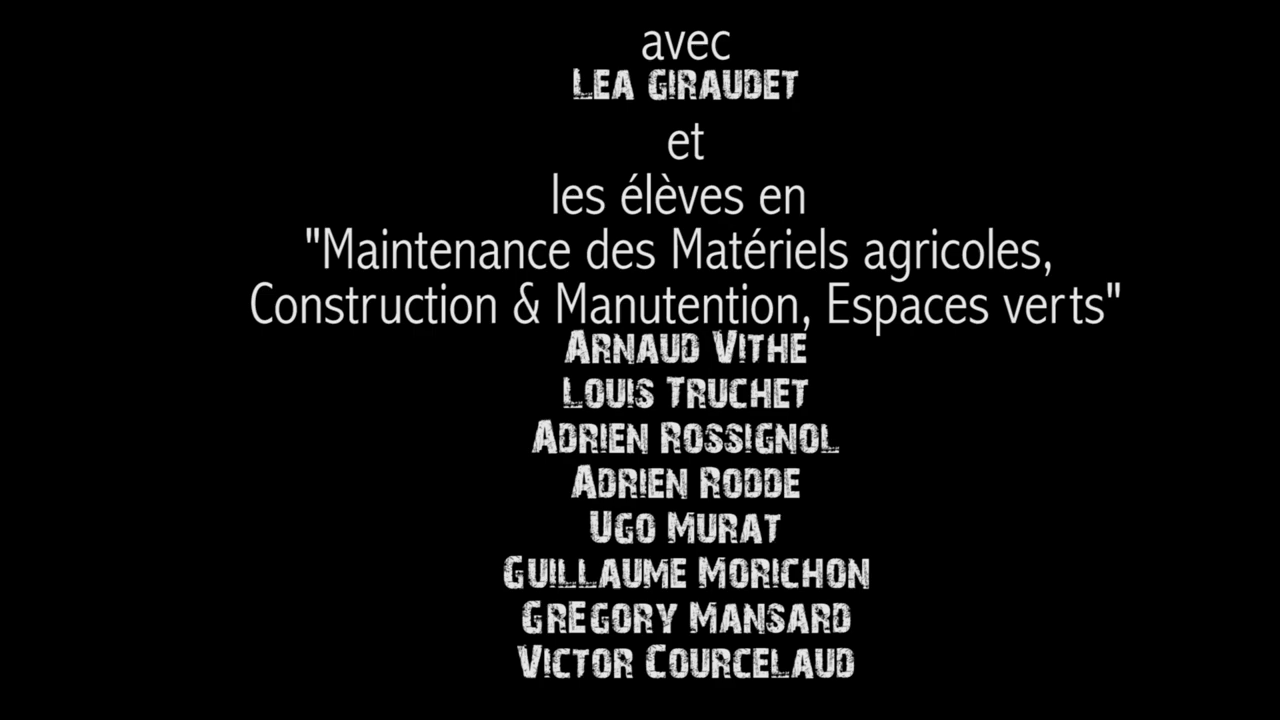 avec
LEA GIRAUDET
et
les élèves en
"Maintenance des Matériels agricoles,
Construction & Manutention, Espaces verts"
ARNAUD VITHE
LOUIS TRUCHET
ADRIEN ROSSIGNOL
ADRIEN RODDE
UGO MURAT
GUILLAUME MORICHON
GREGORY MANSARD
VICTOR COURCELAUD